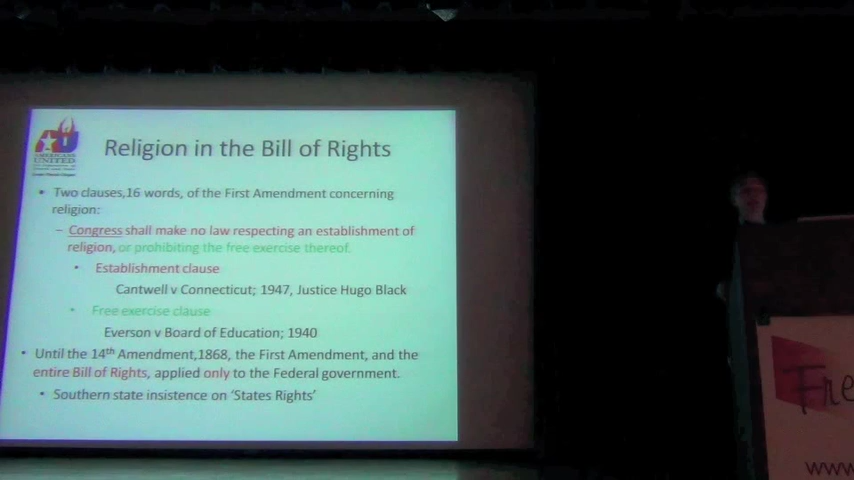 AU
AMERICANS
UNITED
Religion in the Bill of Rights
• Two clauses,16 words, of the First Amendment concerning
religion:
– Congress shall make no law respecting an establishment of
religion, or prohibiting the free exercise thereof.
• Establishment clause
Cantwell v Connecticut; 1947, Justice Hugo Black
• Free exercise clause
Everson v Board of Education; 1940
• Until the 14th Amendment,1868, the First Amendment, and the
entire Bill of Rights, applied only to the Federal government.
• Southern state insistence on ‘States Rights’
Fre
www.